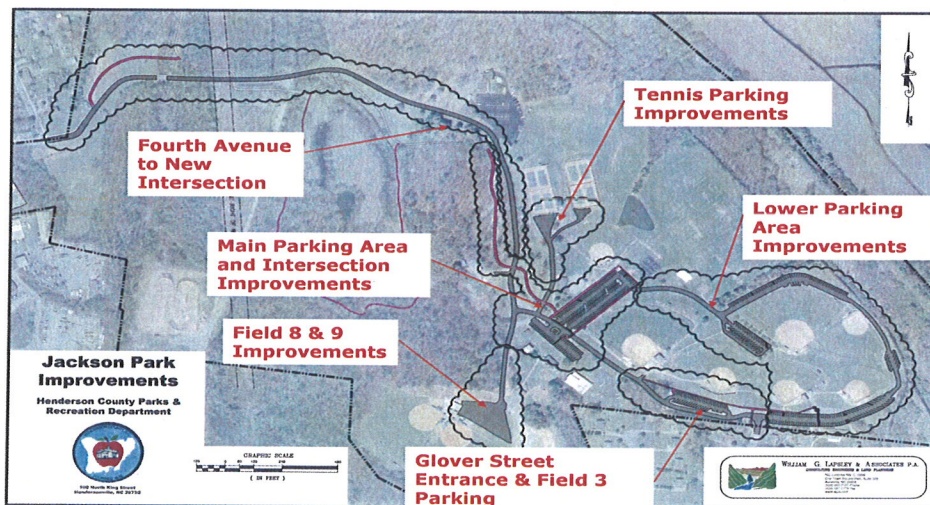 Tennis Parking
Improvements
Fourth Avenue
to New
Intersection
Lower Parking
Area
Improvements
Main Parking Area
and Intersection
Improvements
Field 8 & 9
Improvements
Jackson Park
Improvements
Henderson County Parks &
Recreation Department
Hendersonville, NC
GRAPHIC SCALE
( IN FEET )
Glover Street
Entrance & Field 3
Parking
WILLIAM G. LAPSLEY & ASSOCIATES P.A.